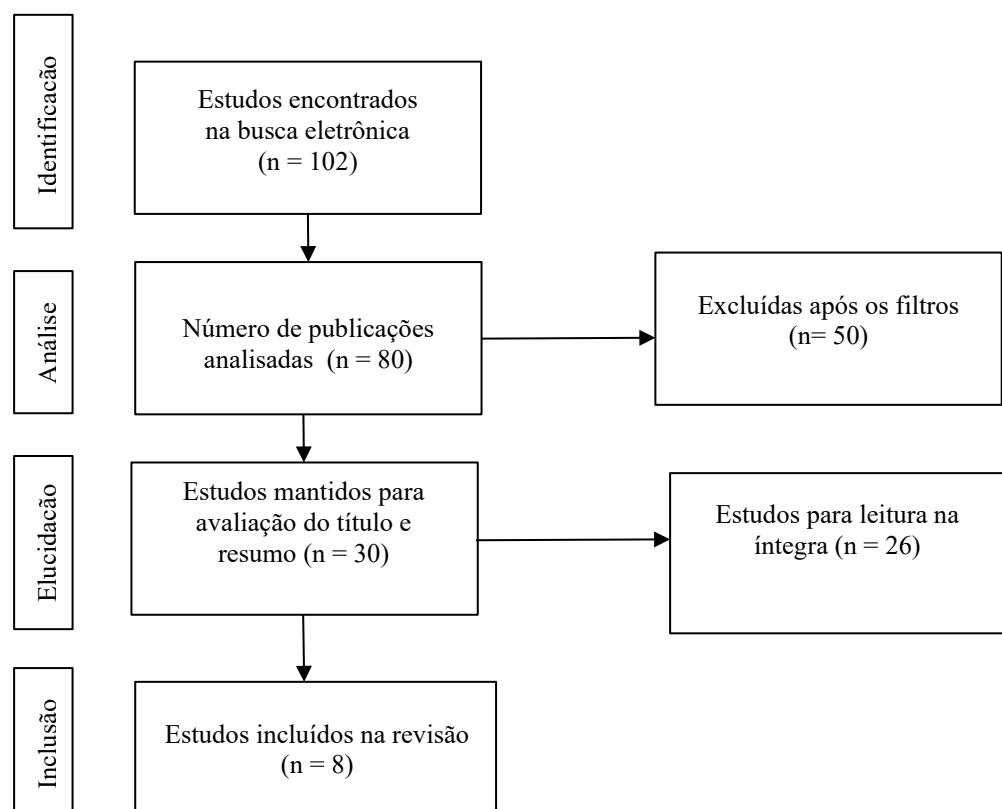 Identificação
Estudos encontrados
na busca eletrônica
(n = 102)
Análise
Número de publicações
analisadas (n = 80)
Excluídas após os filtros
(n= 50)
Elucidação
Estudos mantidos para
avaliação do título e
resumo (n = 30)
Estudos para leitura na
íntegra (n = 26)
Inclusão
Estudos incluídos na revisão
(n = 8)